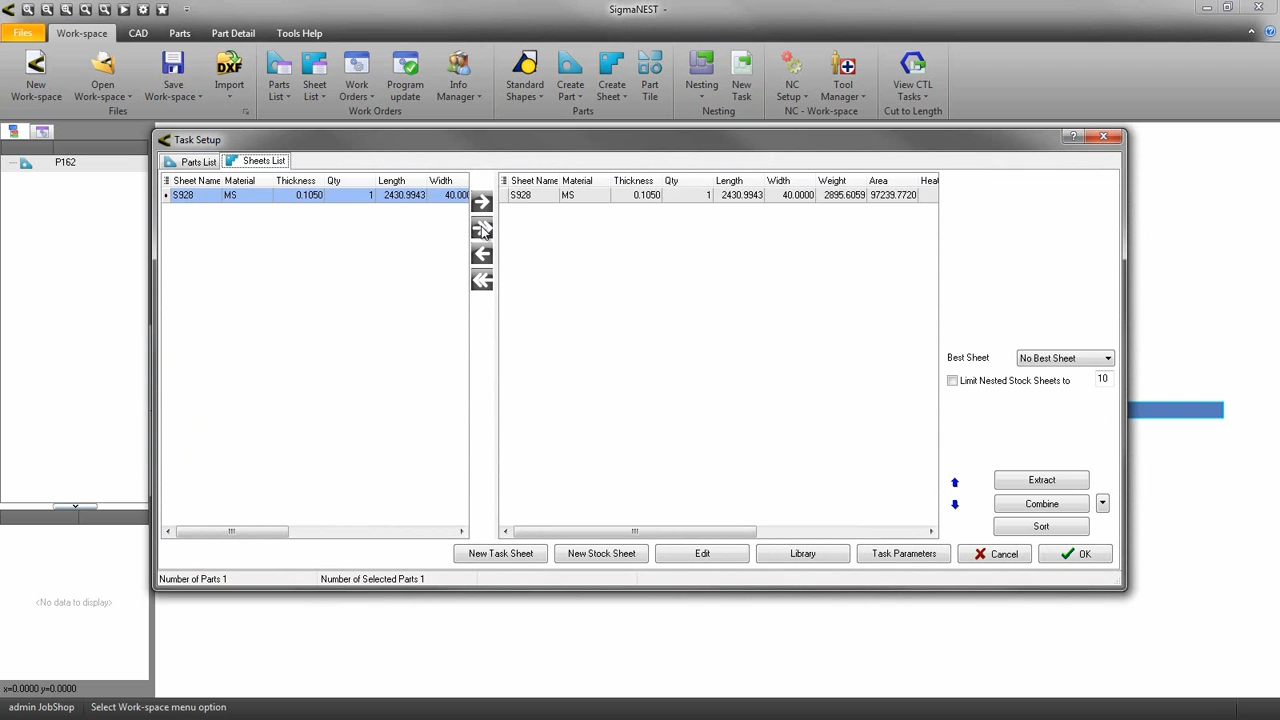 SigmaNEST -
Files Work-space CAD Parts Part Detail Tools Help
New Work-space
Open Work-space
Save Work-space
Import
Files
Parts List
Sheet List
Work Orders
Program update
Info Manager
Work Orders
Standard Shapes
Create Part
Create Sheet
Part Tile
Parts
Nesting
New Task
Nesting
NC Setup
Tool Manager
NC - Work-space
View CTL Tasks
Cut to Length
DXF
P162
Task Setup
Parts List Sheets List
Sheet Name Material Thickness Qty Length Width
S928 MS 0.1050 1 2430.9943 40.000
Sheet Name Material Thickness Qty Length Width Weight Area Heat
S928 MS 0.1050 1 2430.9943 40.0000 2895.6059 97239.7720
Best Sheet No Best Sheet
Limit Nested Stock Sheets to 10
Extract
Combine
Sort
New Task Sheet New Stock Sheet Edit Library Task Parameters Cancel OK
Number of Parts 1 Number of Selected Parts 1
<No data to display>
x=0.0000 y=0.0000
admin JobShop Select Work-space menu option